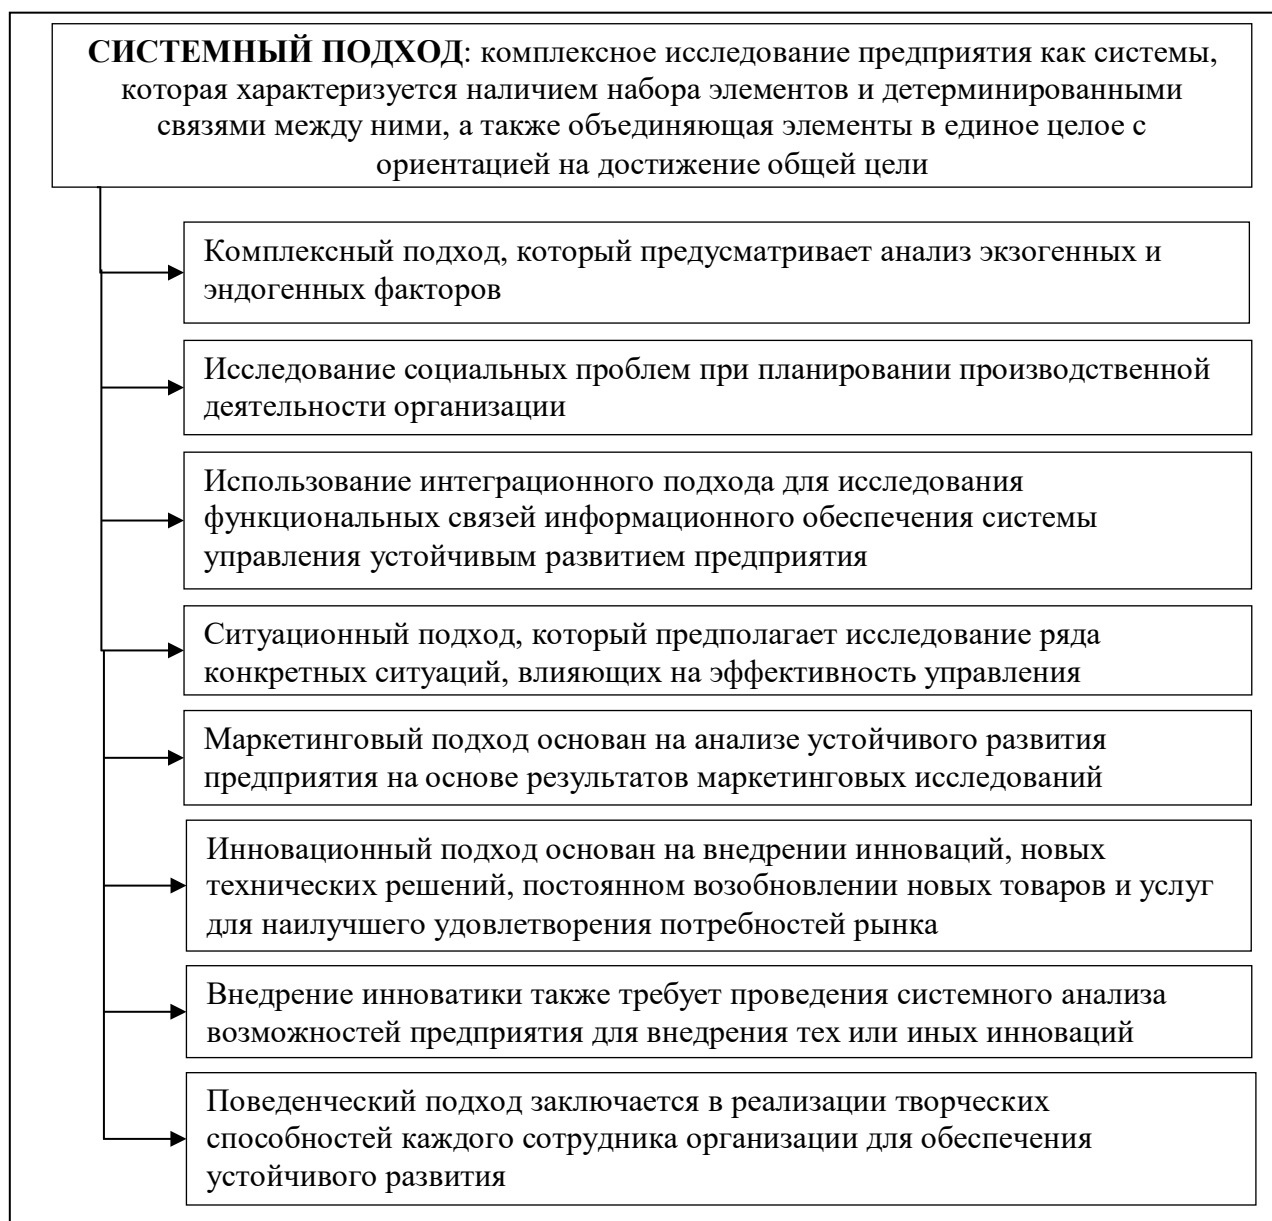 СИСТЕМНЫЙ ПОДХОД: комплексное исследование предприятия как системы,
которая характеризуется наличием набора элементов и детерминированными
связями между ними, а также объединяющая элементы в единое целое с
ориентацией на достижение общей цели
Комплексный подход, который предусматривает анализ экзогенных и
эндогенных факторов
Исследование социальных проблем при планировании производственной
деятельности организации
Использование интеграционного подхода для исследования
функциональных связей информационного обеспечения системы
управления устойчивым развитием предприятия
Ситуационный подход, который предполагает исследование ряда
конкретных ситуаций, влияющих на эффективность управления
Маркетинговый подход основан на анализе устойчивого развития
предприятия на основе результатов маркетинговых исследований
Инновационный подход основан на внедрении инноваций, новых
технических решений, постоянном возобновлении новых товаров и услуг
для наилучшего удовлетворения потребностей рынка
Внедрение инноватики также требует проведения системного анализа
возможностей предприятия для внедрения тех или иных инноваций
Поведенческий подход заключается в реализации творческих
способностей каждого сотрудника организации для обеспечения
устойчивого развития